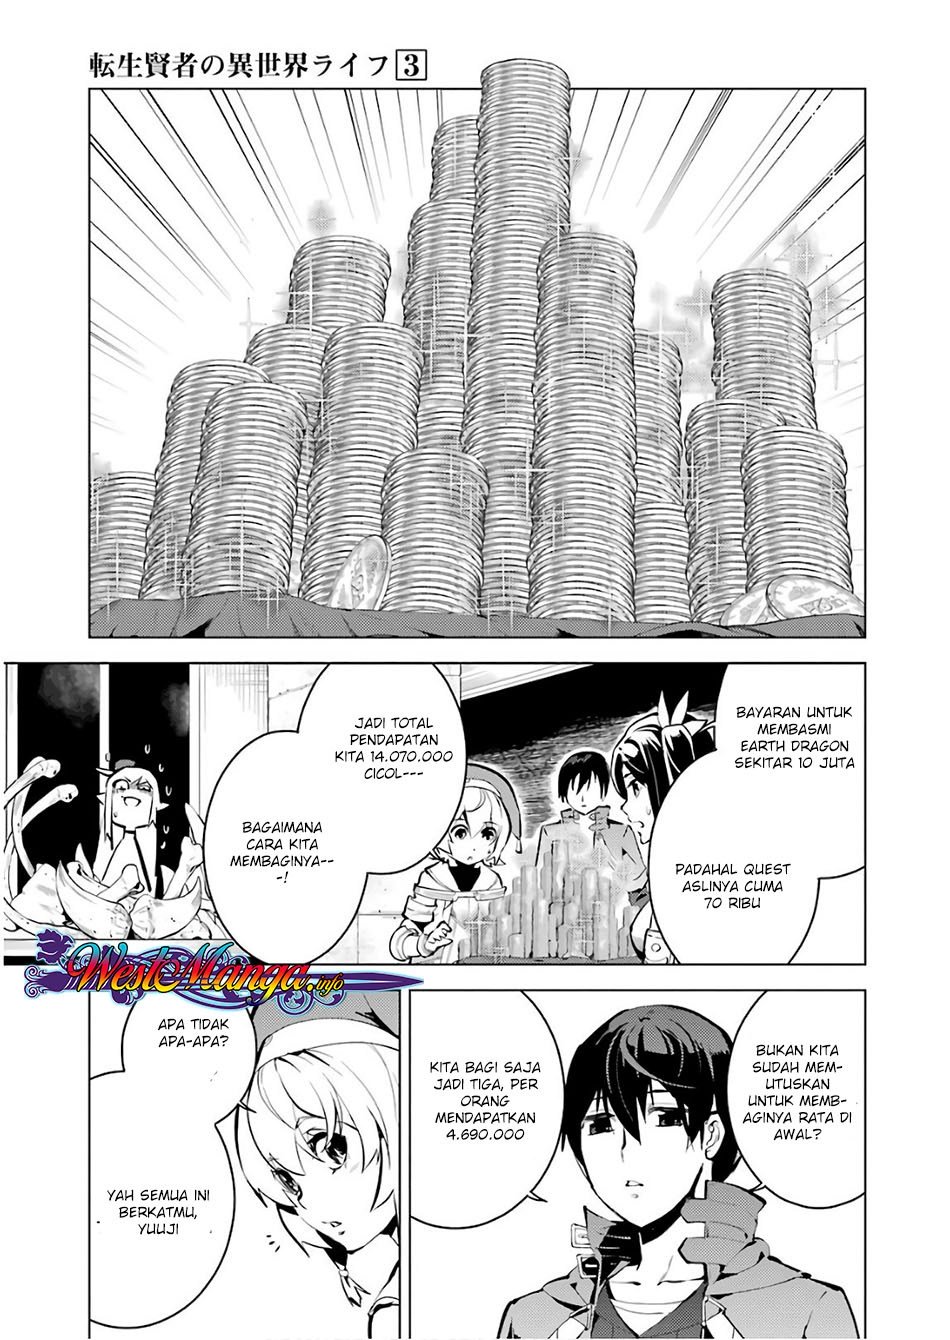 転生賢者の異世界ライフ 3
BAYARAN UNTUK
MEMBASMI
EARTH DRAGON
SEKITAR 10 JUTA
PADAHAL QUEST
ASLINYA CUMA
70 RIBU
JADI TOTAL
PENDAPATAN
KITA 14.070.000
CICOL---
BAGAIMANA
CARA KITA
MEMBAGINYA--
-!
WestManga.info
BUKAN KITA
SUDAH MEM-
UTUSKAN
UNTUK MEMB-
AGINYA RATA DI
AWAL?
KITA BAGI SAJA
JADI TIGA, PER
ORANG
MENDAPATKAN
4.690.000
APA TIDAK
APA-APA?
YAH SEMUA INI
BERKATMU,
YUUJI